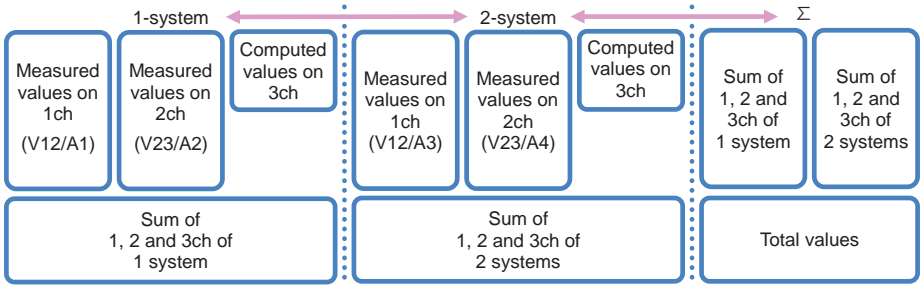 1-system
2-system
Σ
Measured
values on
1ch
(V12/A1)
Measured
values on
2ch
(V23/A2)
Computed
values on
3ch
Measured
values on
1ch
(V12/A3)
Measured
values on
2ch
(V23/A4)
Computed
values on
3ch
Sum of
1, 2 and
3ch of
1 system
Sum of
1, 2 and
3ch of
2 systems
Sum of
1, 2 and 3ch of
1 system
Sum of
1, 2 and 3ch of
2 systems
Total values